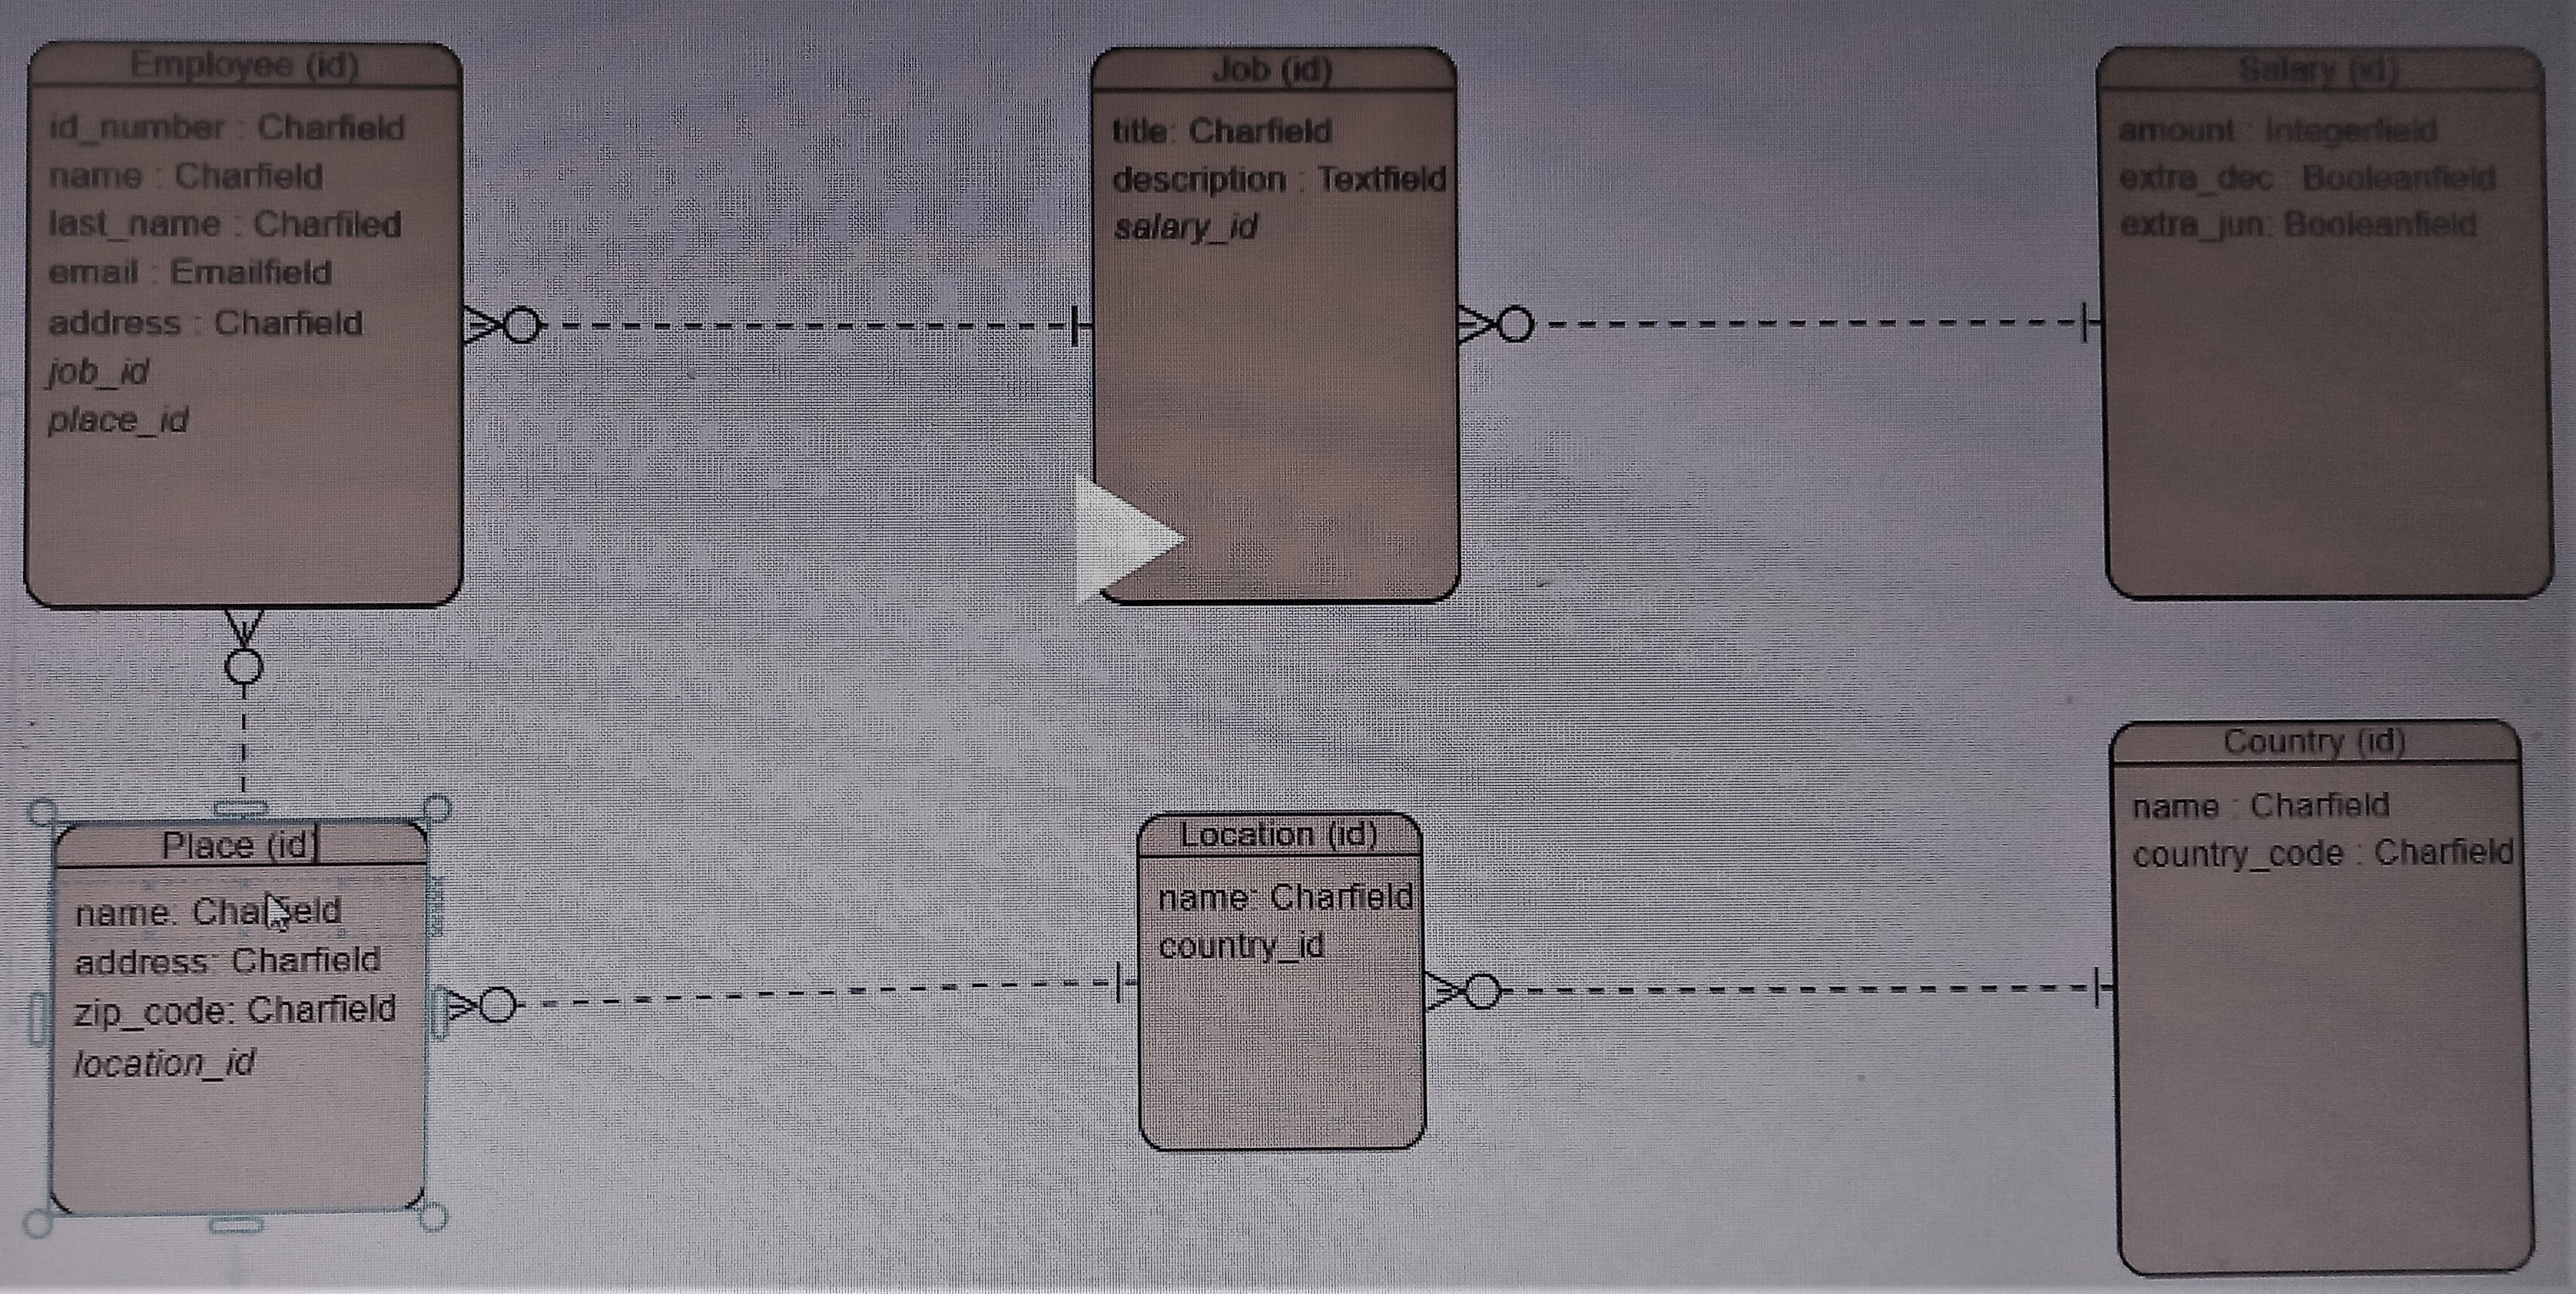 Employee (id)
id_number : Charfield
name : Charfield
last_name : Charfiled
email : Emailfield
address : Charfield
job_id
place_id
Job (id)
title: Charfield
description : Textfield
salary_id
Salary (id)
amount : Integerfield
extra_dec : Booleanfield
extra_jun: Booleanfield
Place (id)
name: Charfield
address: Charfield
zip_code: Charfield
location_id
Location (id)
name: Charfield
country_id
Country (id)
name : Charfield
country_code : Charfield